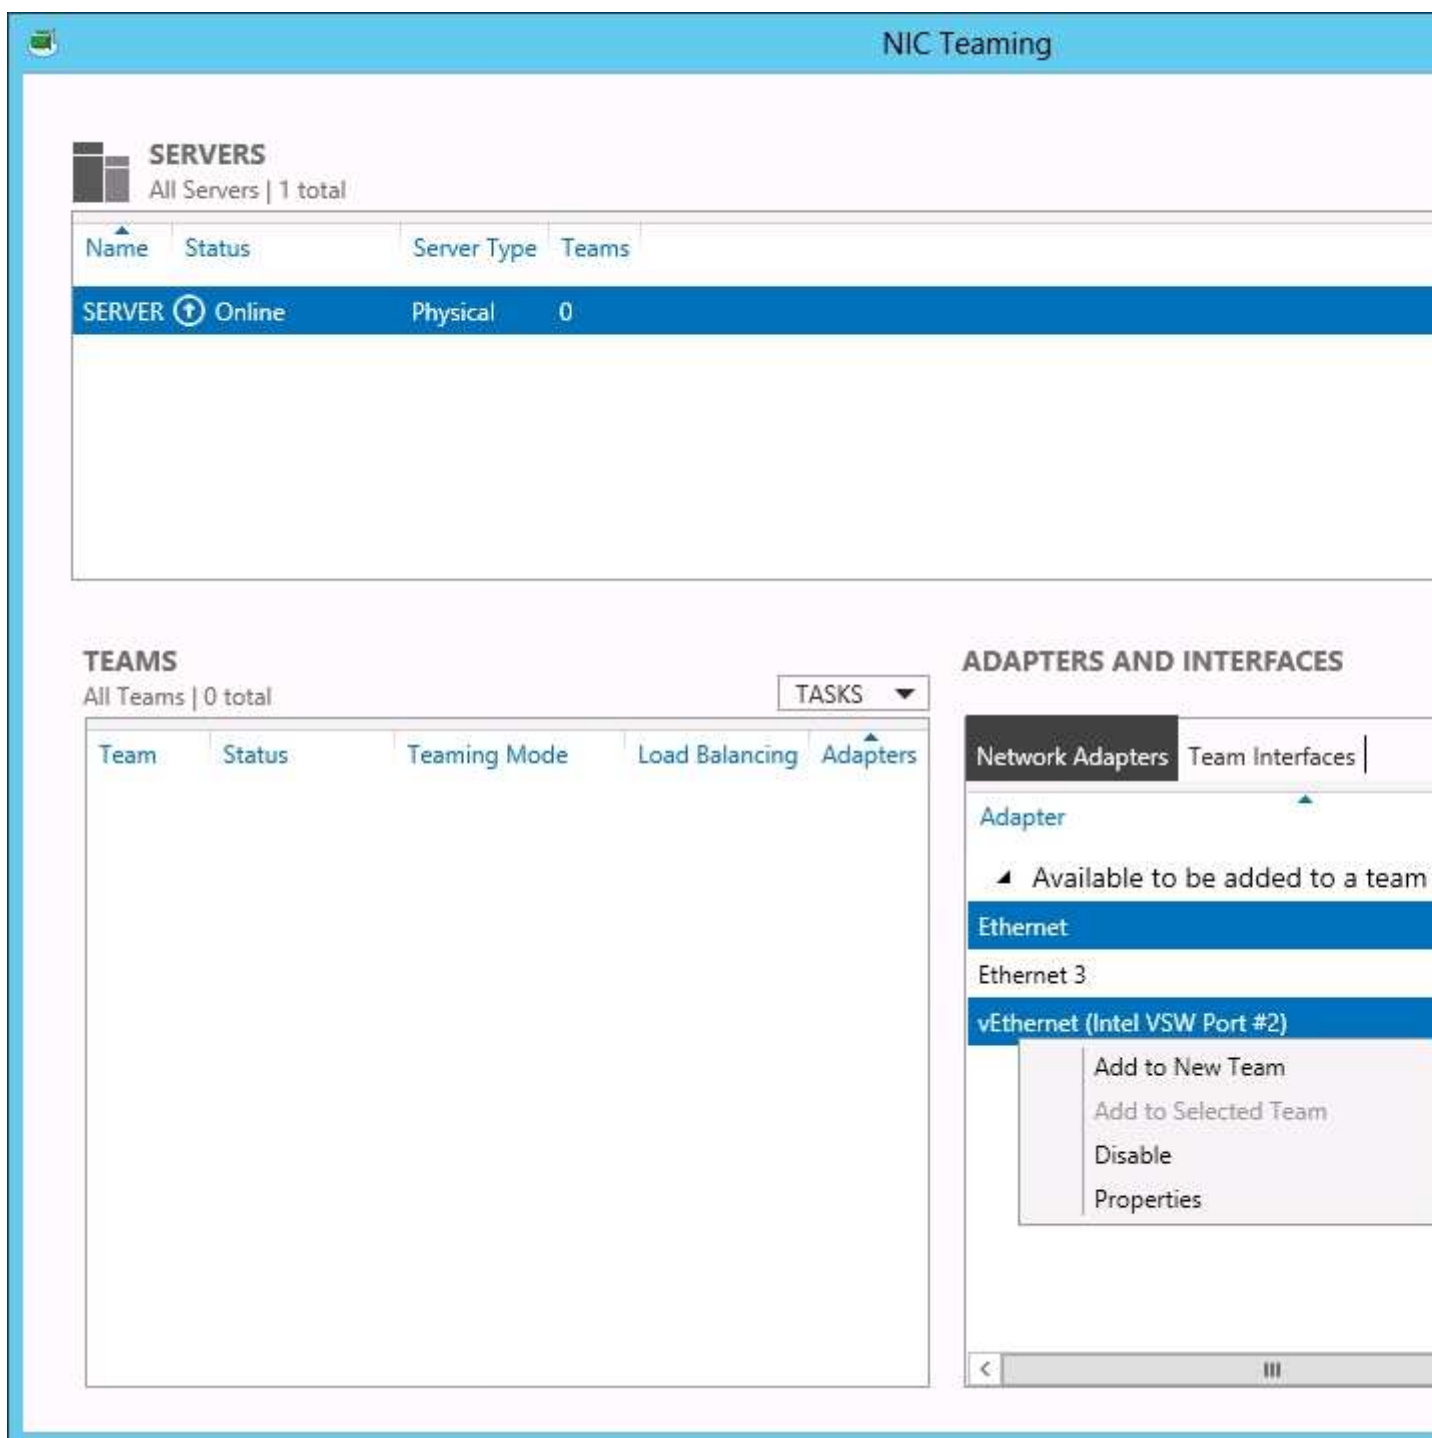 NIC Teaming
SERVERS
All Servers | 1 total
Name Status Server Type Teams
SERVER Online Physical 0
TEAMS
All Teams | 0 total
TASKS
Team Status Teaming Mode Load Balancing Adapters
ADAPTERS AND INTERFACES
Network Adapters Team Interfaces
Adapter
Available to be added to a team
Ethernet
Ethernet 3
vEthernet (Intel VSW Port #2)
Add to New Team
Add to Selected Team
Disable
Properties